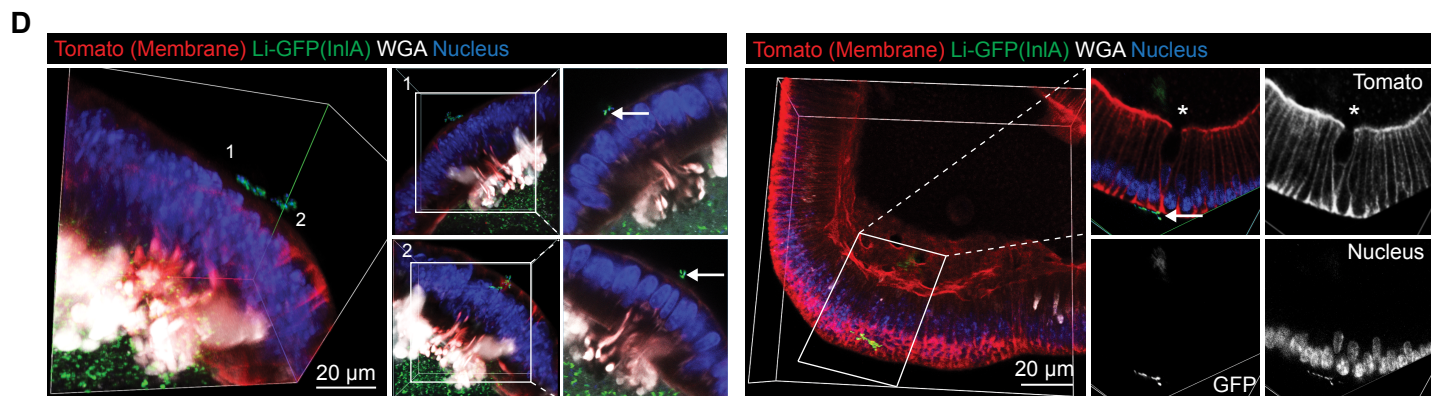 D
Tomato (Membrane) Li-GFP(InlA) WGA Nucleus
1
2
20 µm
1
2
Tomato (Membrane) Li-GFP(InlA) WGA Nucleus
20 µm
*
Tomato
*
GFP
Nucleus